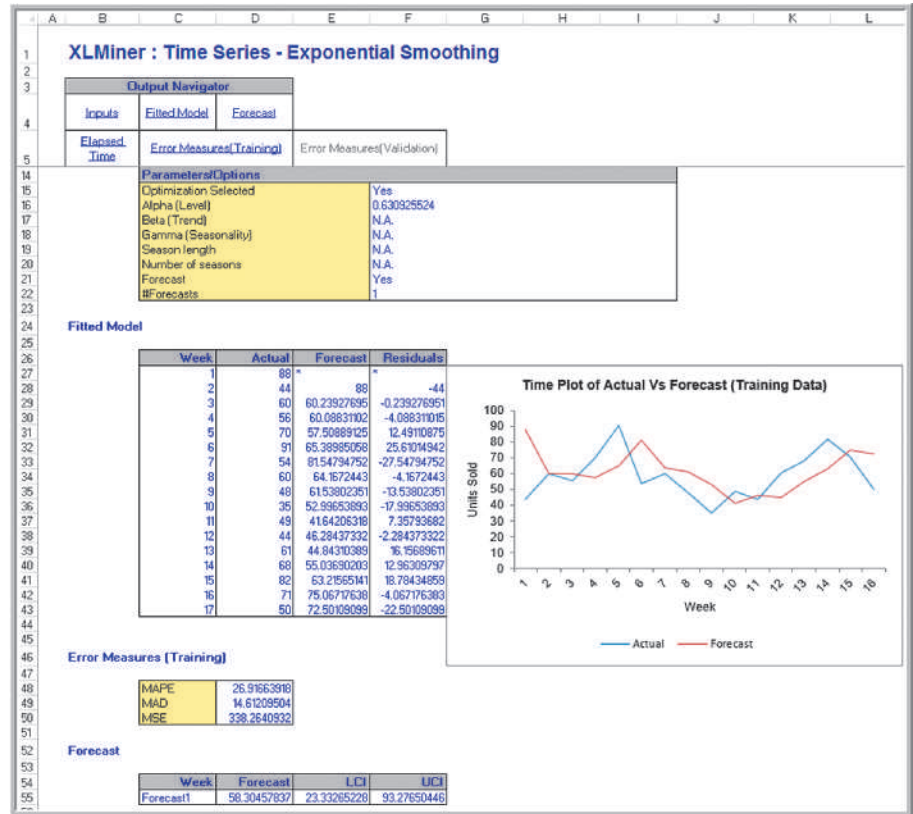 A B C D E F G H I J K L
1 XLMiner : Time Series - Exponential Smoothing
2
3 Output Navigator
4 Inputs Fitted Model Forecast
5 Elapsed Time Error Measures(Training) Error Measures(Validation)
14 Parameters/Options
15 Optimization Selected Yes
16 Alpha (Level) 0.630925524
17 Beta (Trend) N.A.
18 Gamma (Seasonality) N.A.
19 Season length N.A.
20 Number of seasons N.A.
21 Forecast Yes
22 #Forecasts 1
23
24 Fitted Model
25
26 Week Actual Forecast Residuals
27 1 88 * *
28 2 44 88 -44
29 3 60 60.23927695 -0.239276951
30 4 56 60.08831102 -4.088311015
31 5 70 57.50889125 12.49110875
32 6 91 65.38985058 25.61014942
33 7 54 81.54794752 -27.54794752
34 8 60 64.1672443 -4.1672443
35 9 48 61.53802351 -13.53802351
36 10 35 52.99653893 -17.99653893
37 11 49 41.64206318 7.35793682
38 12 44 46.28437332 -2.284373322
39 13 61 44.84310389 16.15689611
40 14 68 55.03690203 12.96309797
41 15 82 63.21565141 18.78434859
42 16 71 75.06717638 -4.067176383
43 17 50 72.50109099 -22.50109099
44
45
46 Error Measures (Training)
47
48 MAPE 26.91663918
49 MAD 14.61209504
50 MSE 338.2640932
51
52 Forecast
53
54 Week Forecast LCI UCI
55 Forecast1 58.30457837 23.33265228 93.27650446
Time Plot of Actual Vs Forecast (Training Data)
Units Sold
100
90
80
70
60
50
40
30
20
10
0
1 2 3 4 5 6 7 8 9 10 11 12 13 14 15 16
Week
Actual Forecast